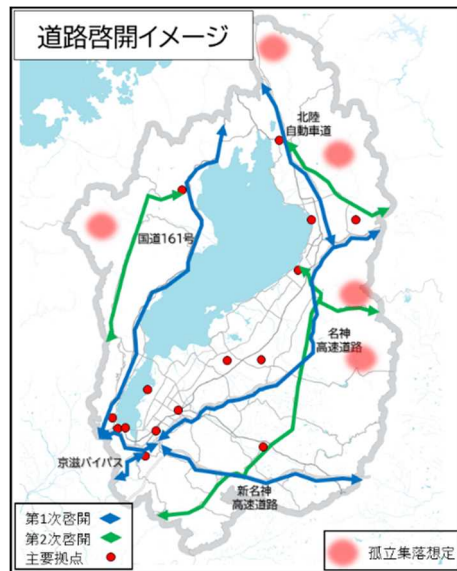 道路啓開イメージ
北陸
自動車道
国道161号
名神
高速道路
京滋バイパス
新名神
高速道路
第1次啓開
第2次啓開
主要拠点
孤立集落想定